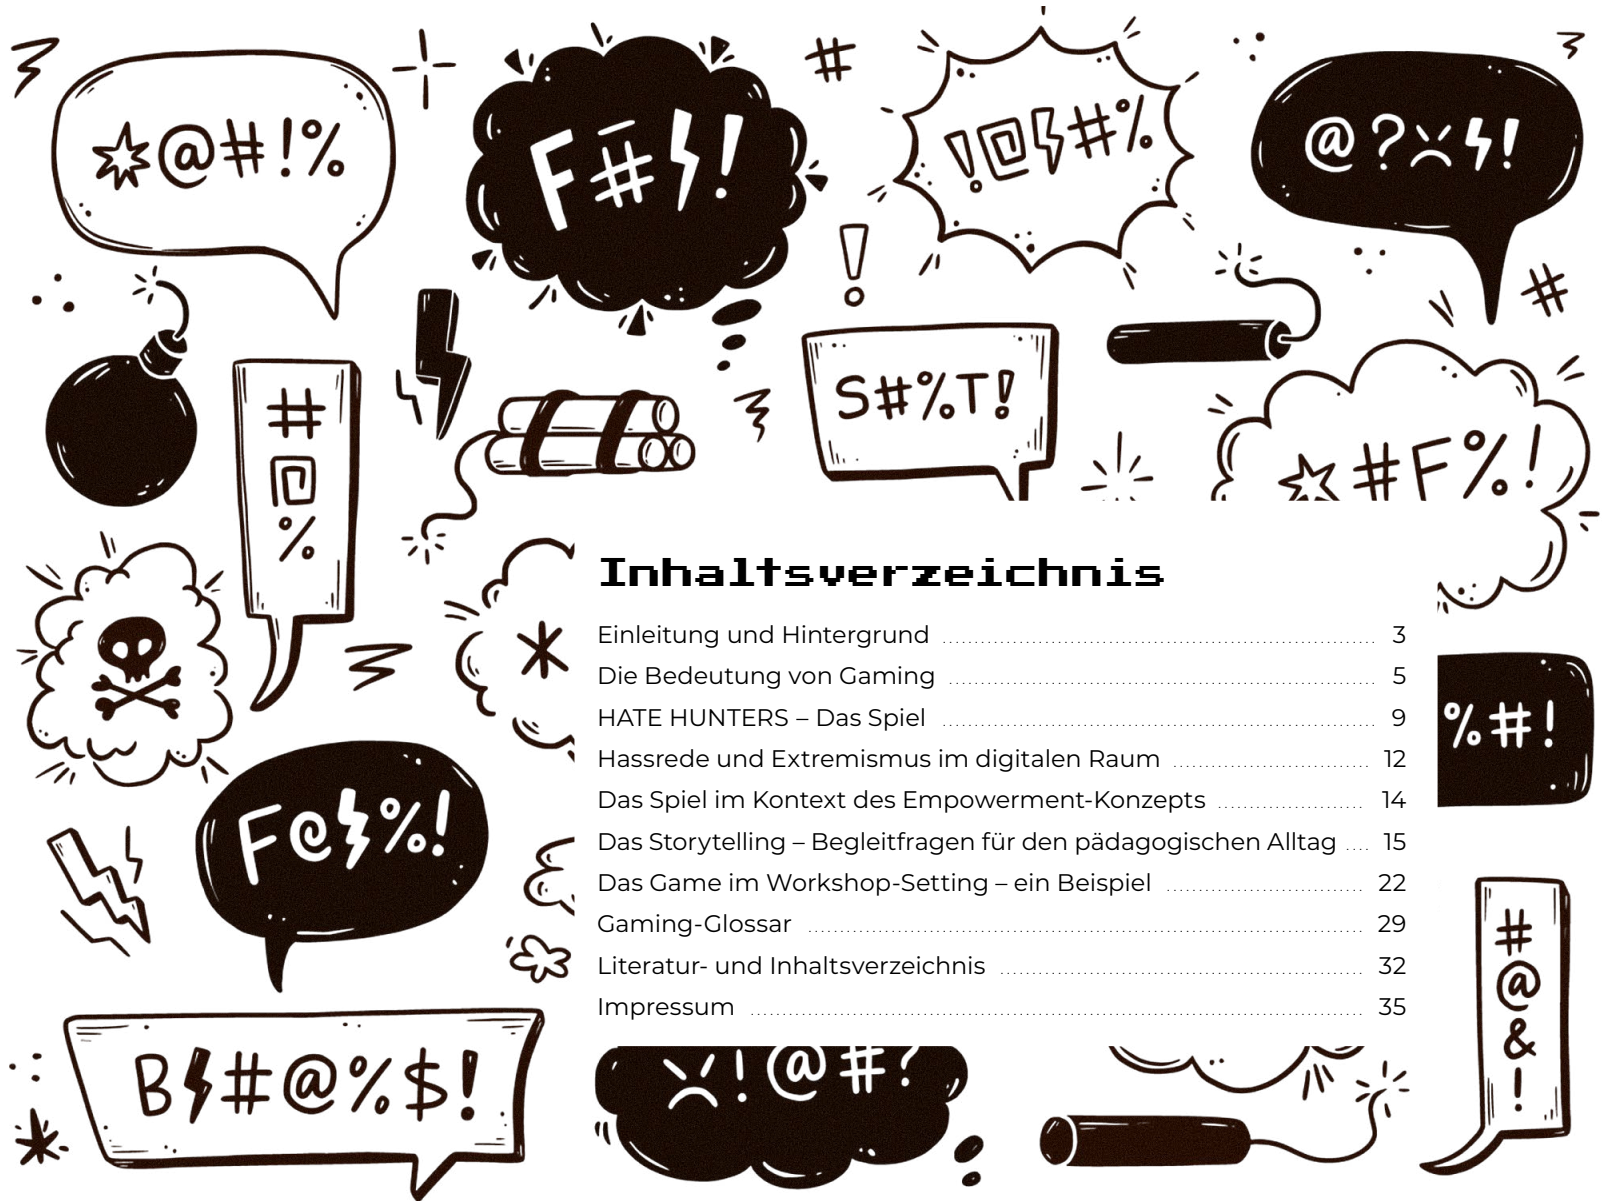 @#!%
F#!
!@#%
@?!
#@%
S#%T!
#F%!
Inhaltsverzeichnis
Einleitung und Hintergrund 3
Die Bedeutung von Gaming 5
HATE HUNTERS – Das Spiel 9
Hassrede und Extremismus im digitalen Raum 12
Das Spiel im Kontext des Empowerment-Konzepts 14
Das Storytelling – Begleitfragen für den pädagogischen Alltag 15
Das Game im Workshop-Setting – ein Beispiel 22
Gaming-Glossar 29
Literatur- und Inhaltsverzeichnis 32
Impressum 35
%#!
F@%!
#@&!
B#@%$!
!@#?